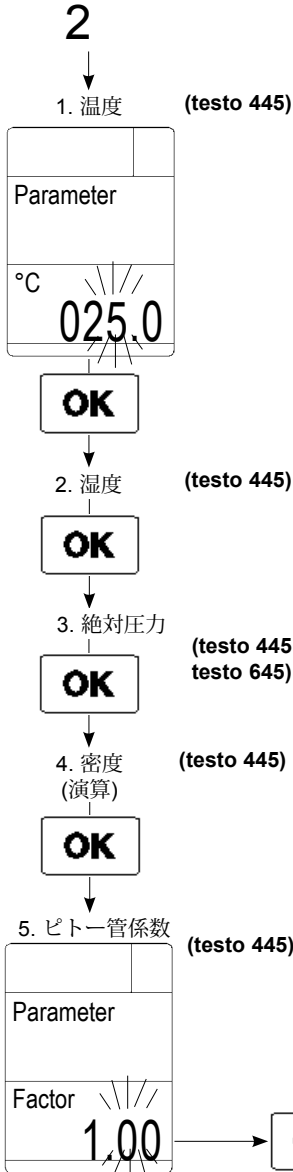 2
1. 温度 (testo 445)
Parameter
°C
025.0
OK
2. 湿度 (testo 445)
OK
3. 絶対圧力
(testo 445
testo 645)
OK
4. 密度 (testo 445)
(演算)
OK
5. ピトー管係数
(testo 445)
Parameter
Factor
1.00